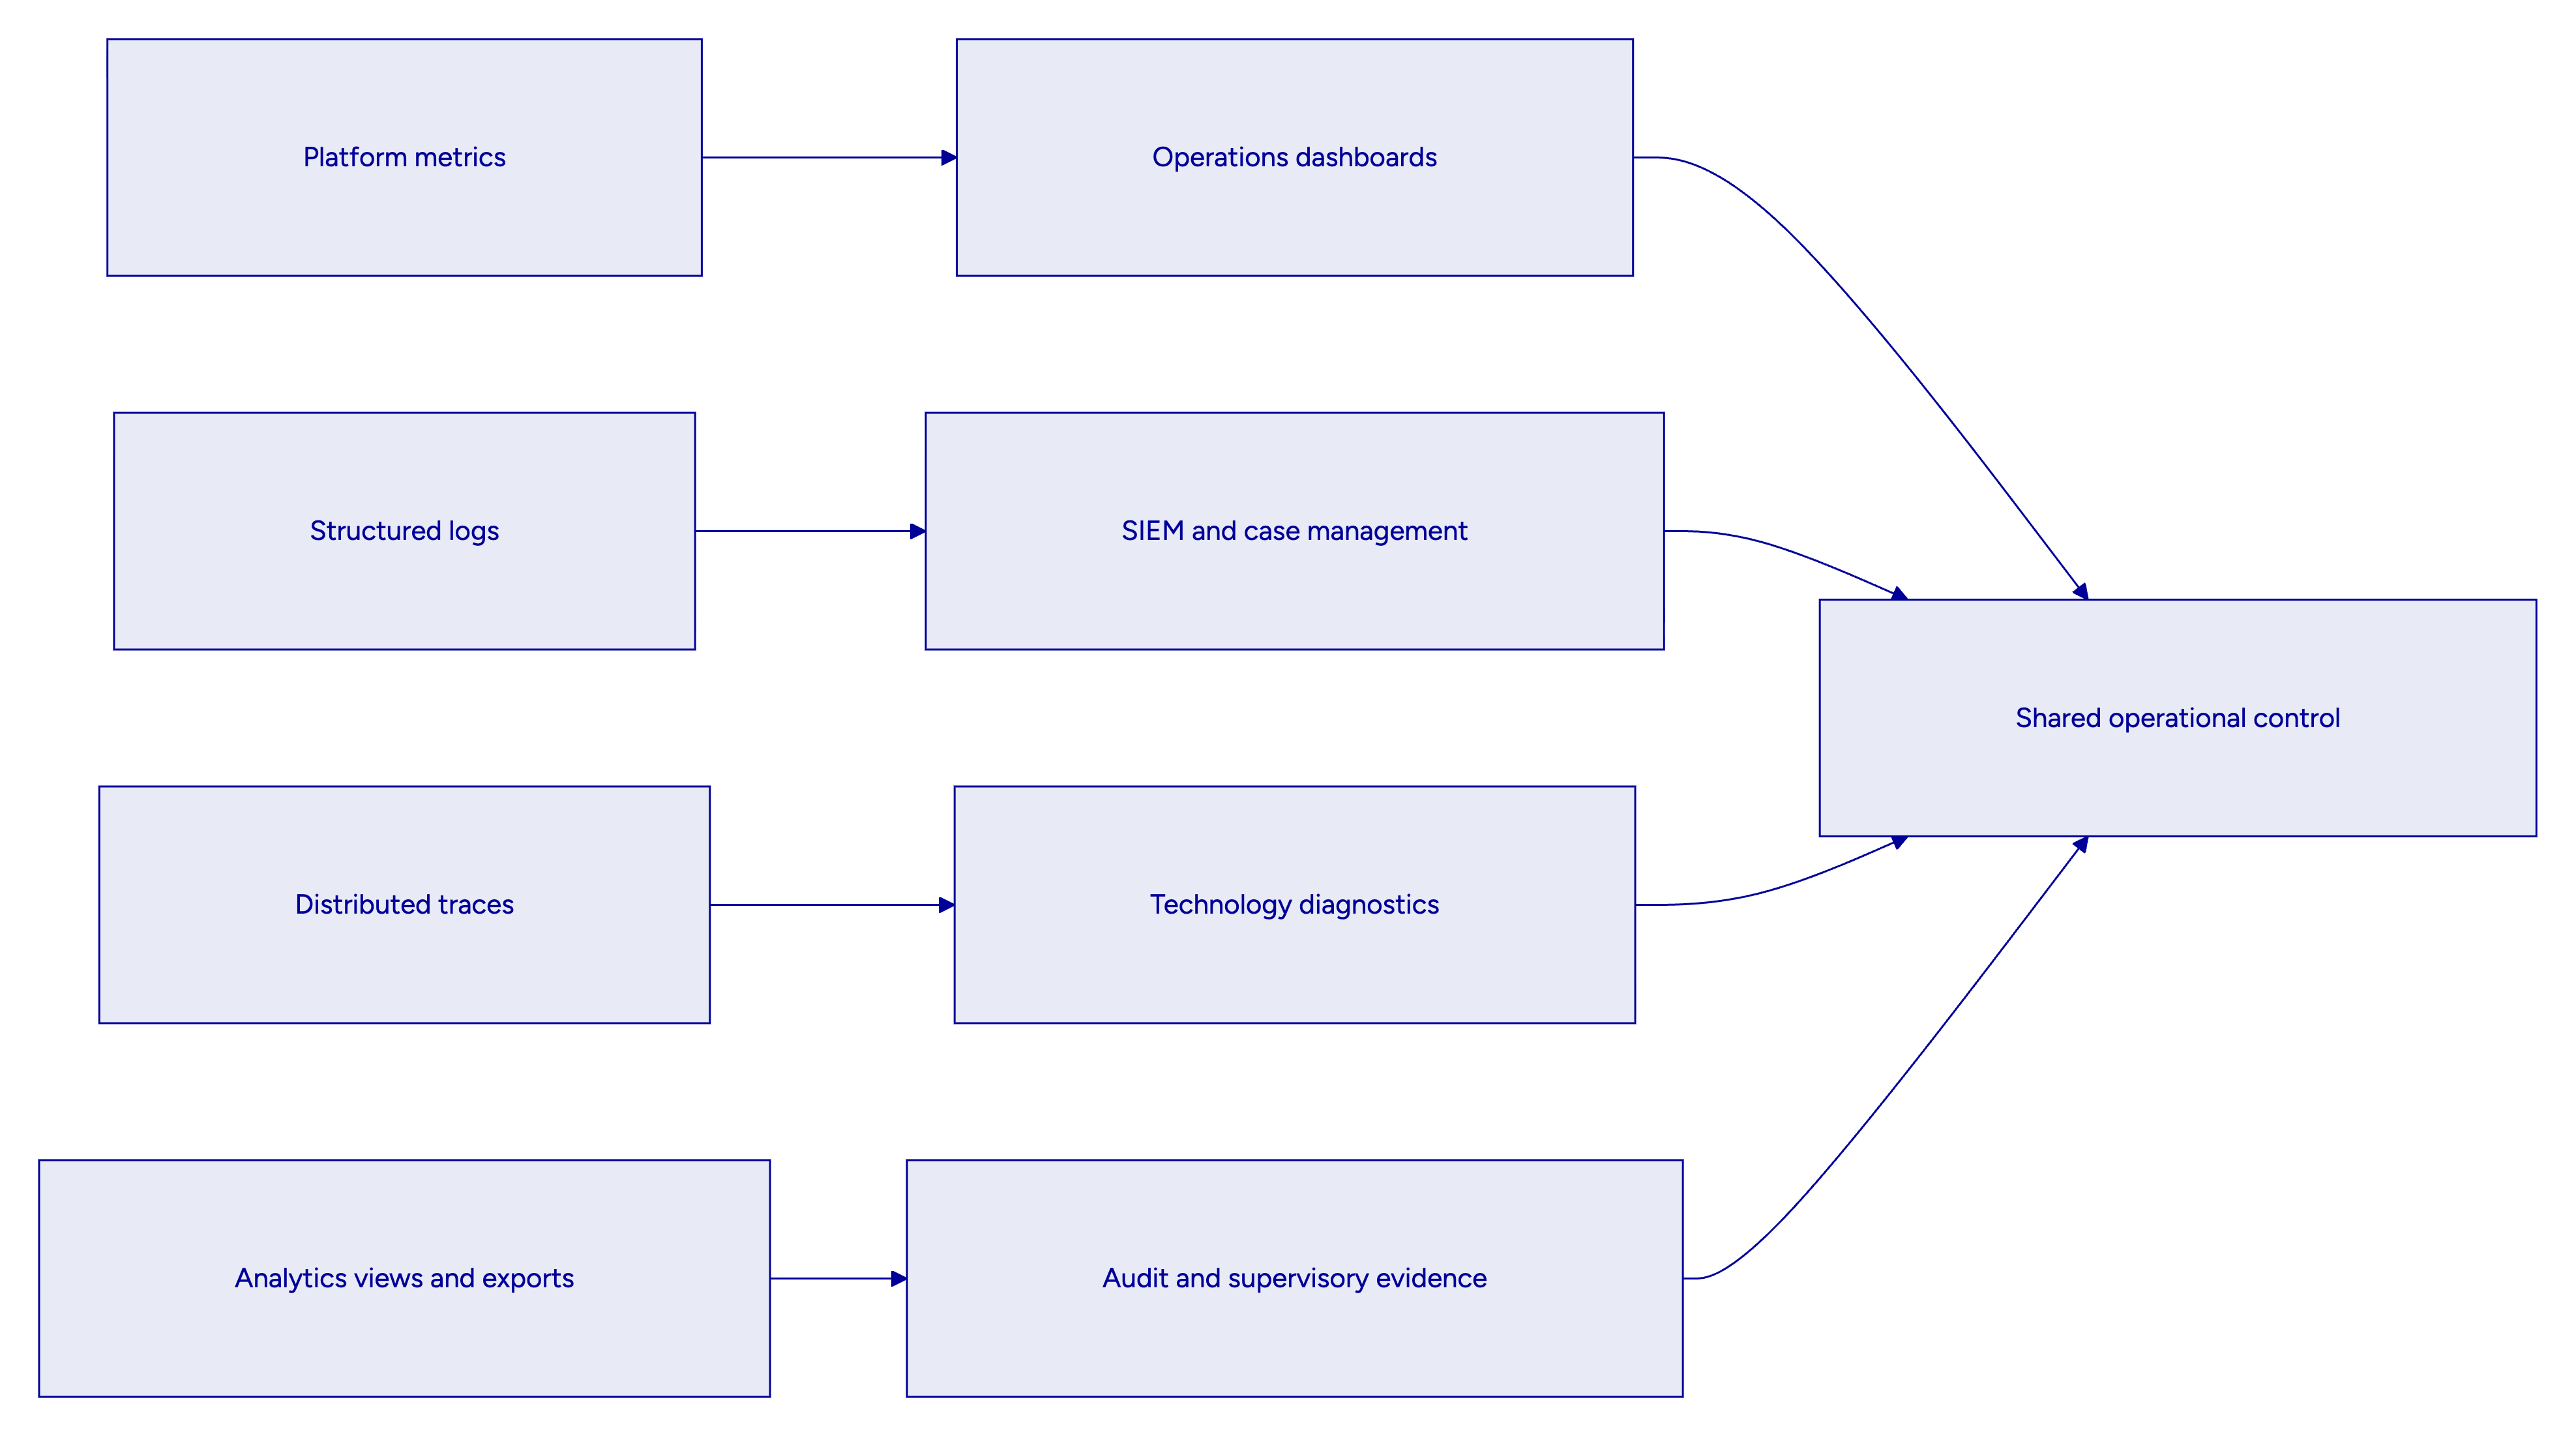 Platform metrics
Operations dashboards
Structured logs
SIEM and case management
Shared operational control
Distributed traces
Technology diagnostics
Analytics views and exports
Audit and supervisory evidence